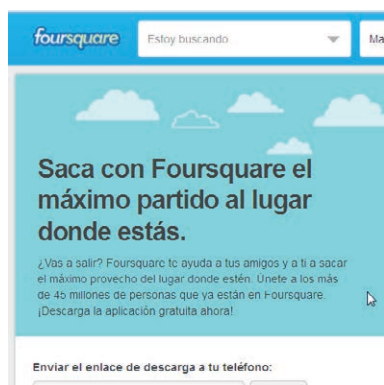 foursquare Estoy buscando Ma
Saca con Foursquare el
máximo partido al lugar
donde estás.
¿Vas a salir? Foursquare te ayuda a tus amigos y a ti a sacar
el máximo provecho del lugar donde estén. Únete a los más
de 45 millones de personas que ya están en Foursquare.
¡Descarga la aplicación gratuita ahora!
Enviar el enlace de descarga a tu teléfono: